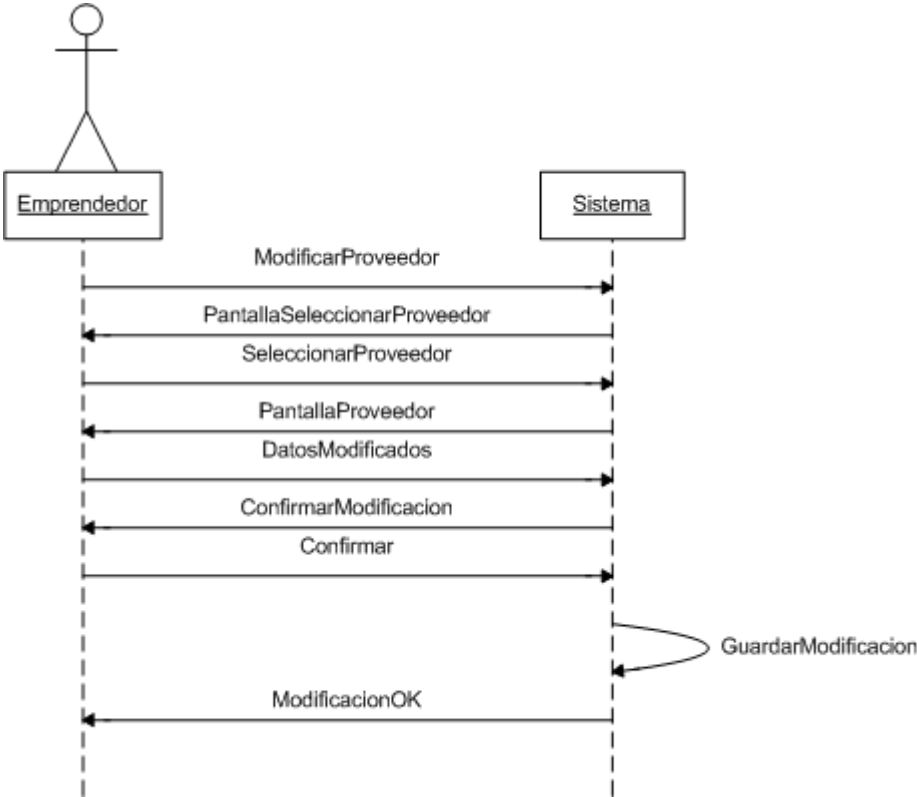 Emprendedor
Sistema
ModificarProveedor
PantallaSeleccionarProveedor
SeleccionarProveedor
PantallaProveedor
DatosModificados
ConfirmarModificacion
Confirmar
GuardarModificacion
ModificacionOK